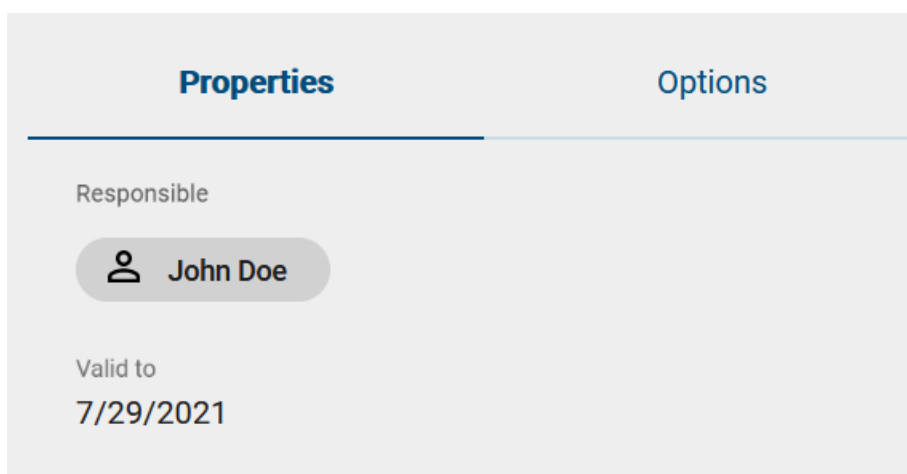 Properties Options
Responsible
John Doe
Valid to
7/29/2021